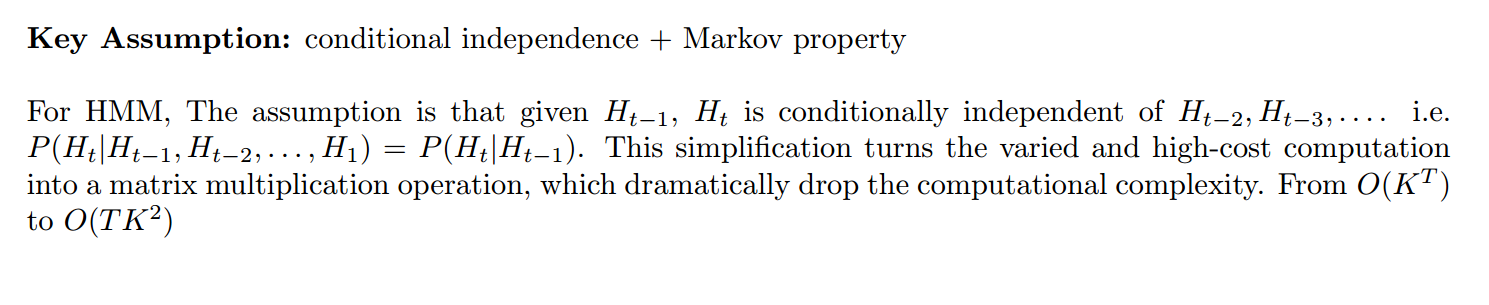 Key Assumption: conditional independence + Markov property
For HMM, The assumption is that given $H_{t-1}$, $H_t$ is conditionally independent of $H_{t-2}, H_{t-3}, \ldots$. i.e.
$P(H_t|H_{t-1}, H_{t-2}, \ldots, H_1) = P(H_t|H_{t-1})$. This simplification turns the varied and high-cost computation
into a matrix multiplication operation, which dramatically drop the computational complexity. From $O(K^T)$
to $O(TK^2)$